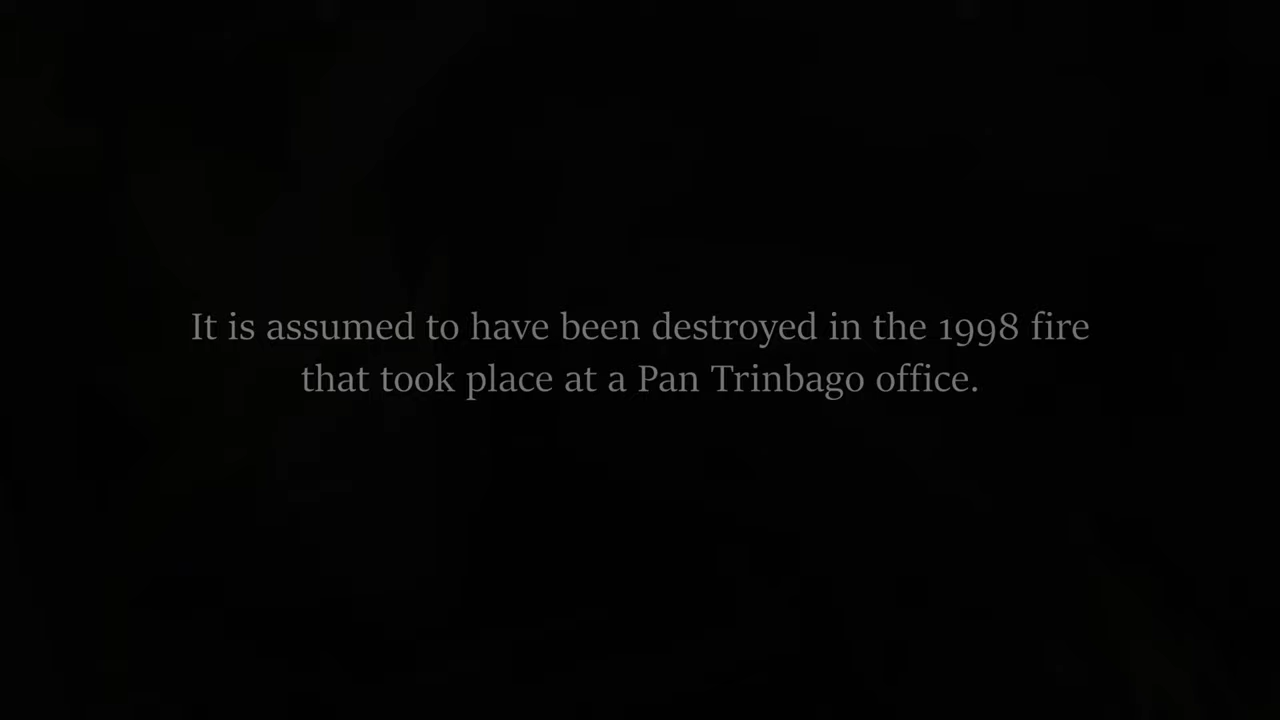 It is assumed to have been destroyed in the 1998 fire
that took place at a Pan Trinbago office.